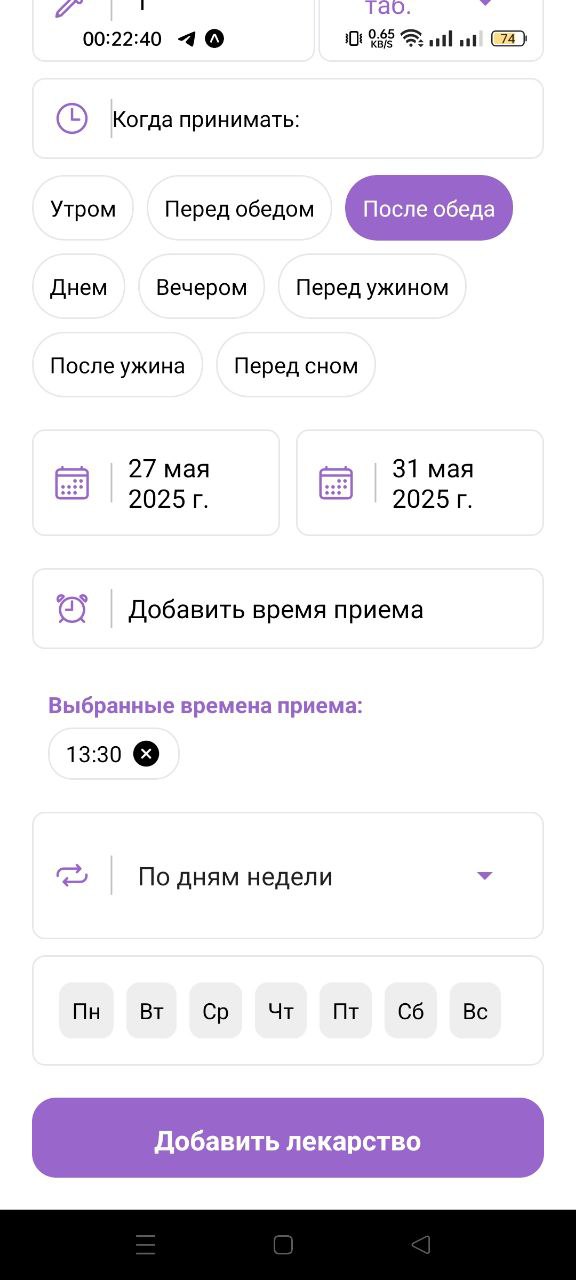 1
таб.
00:22:40
0.65 KB/S
74
Когда принимать:
Утром Перед обедом После обеда
Днем Вечером Перед ужином
После ужина Перед сном
27 мая 2025 г.
31 мая 2025 г.
Добавить время приема
Выбранные времена приема:
13:30
По дням недели
Пн Вт Ср Чт Пт Сб Вс
Добавить лекарство